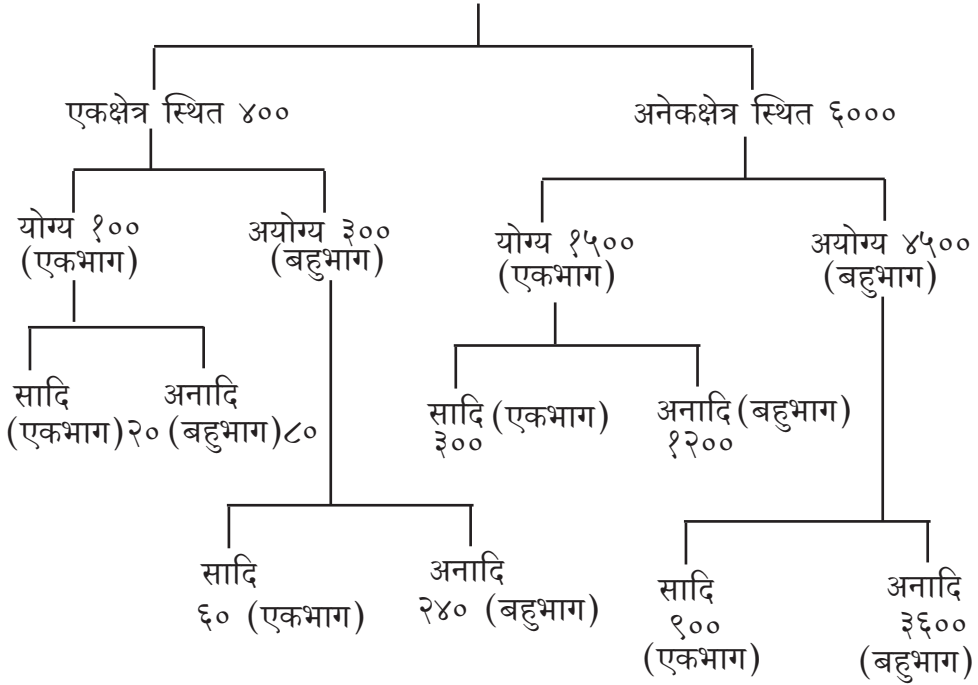 एकक्षेत्र स्थित ४००
अनेकक्षेत्र स्थित ६०००
योग्य १००
(एकभाग)
अयोग्य ३००
(बहुभाग)
योग्य १५००
(एकभाग)
अयोग्य ४५००
(बहुभाग)
सादि
(एकभाग)२०
अनादि
(बहुभाग)८०
सादि (एकभाग)
३००
अनादि (बहुभाग)
१२००
सादि
६० (एकभाग)
अनादि
२४० (बहुभाग)
सादि
९००
(एकभाग)
अनादि
३६००
(बहुभाग)